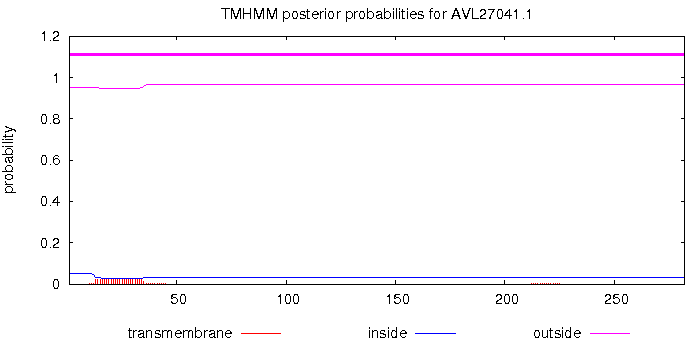 TMHMM posterior probabilities for AVL27041.1
1.2
1
0.8
0.6
0.4
0.2
0
probability
50 100 150 200 250
transmembrane inside outside